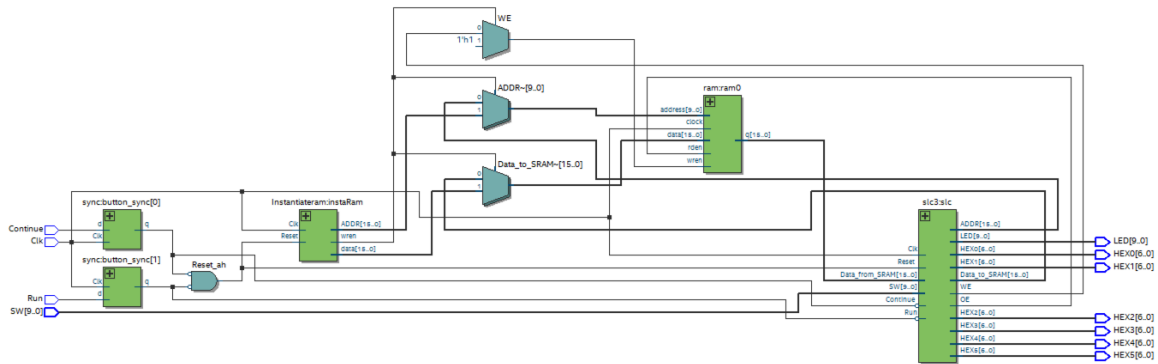 WE
0
1'h1 1
ADDR~[9..0]
0
1
Data_to_SRAM~[15..0]
0
1
ram:ram0
address[9..0]
clock
data[15..0]
rden
wren
q[15..0]
sync:button_sync[0]
d
Clk
q
sync:button_sync[1]
Clk
d
q
Continue
Clk
Run
SW[9..0]
Reset_ah
Instantiateram:instaRam
Clk
Reset
ADDR[15..0]
wren
data[15..0]
slc3:slc
Clk
Reset
Data_from_SRAM[15..0]
SW[9..0]
Continue
Run
ADDR[15..0]
LED[9..0]
HEX0[6..0]
HEX1[6..0]
Data_to_SRAM[15..0]
WE
OE
HEX2[6..0]
HEX3[6..0]
HEX4[6..0]
HEX5[6..0]
LED[9..0]
HEX0[6..0]
HEX1[6..0]
HEX2[6..0]
HEX3[6..0]
HEX4[6..0]
HEX5[6..0]